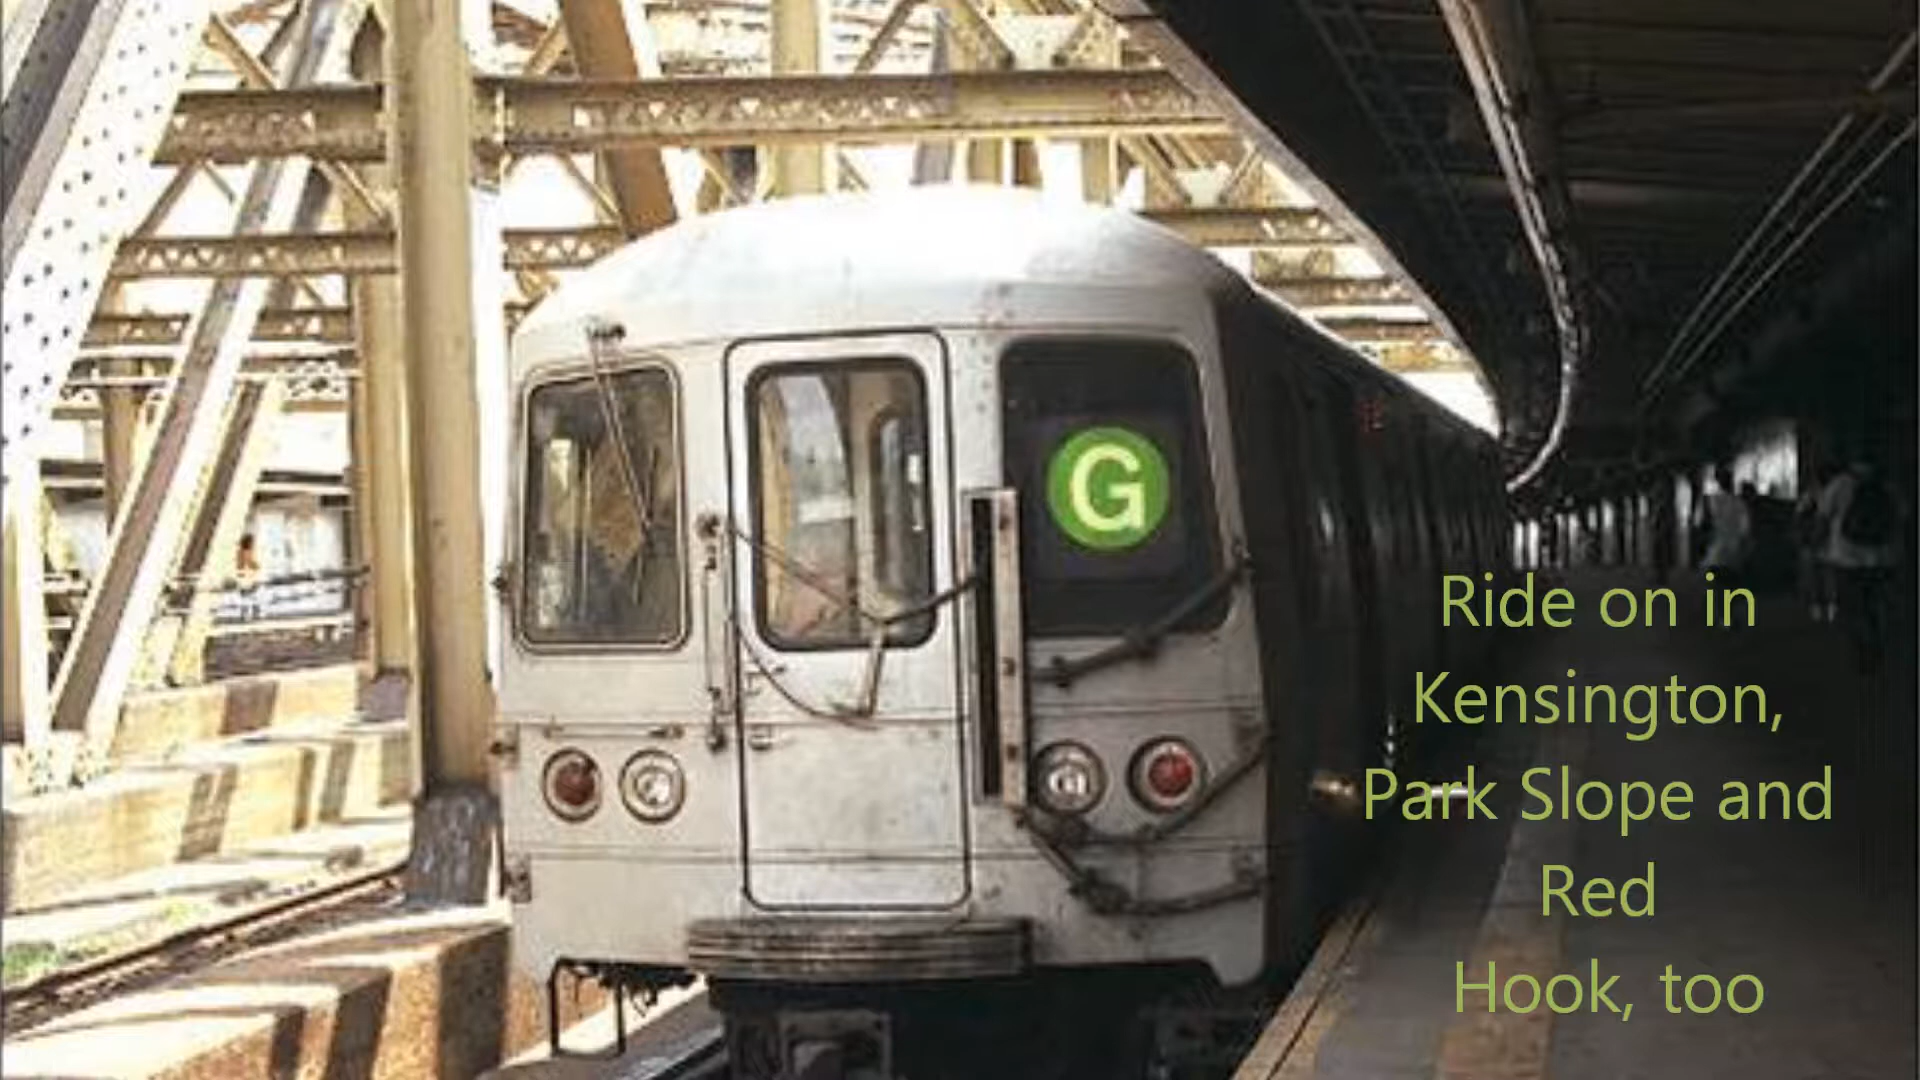 G
Ride on in
Kensington,
Park Slope and
Red
Hook, too